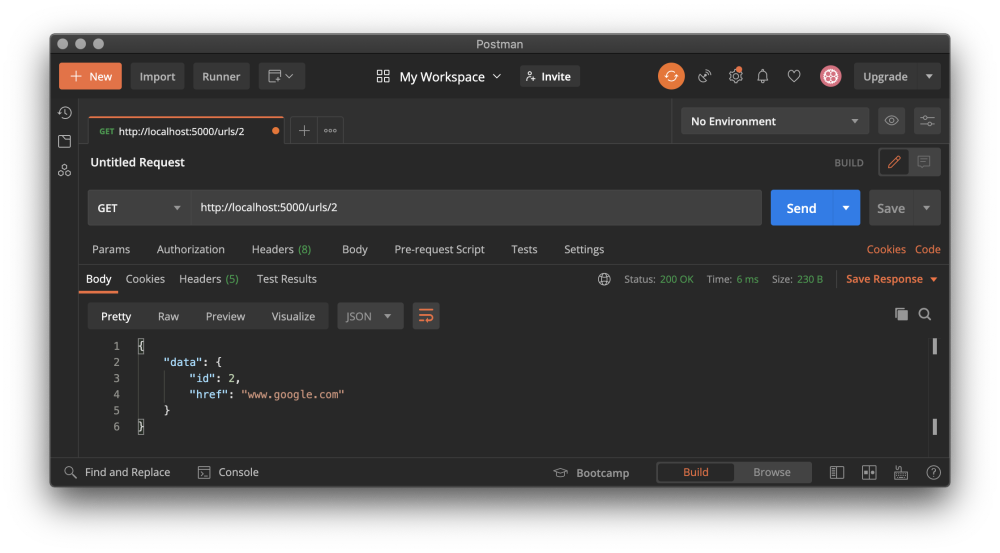 Postman
New Import Runner My Workspace Invite Upgrade
GET http://localhost:5000/urls/2 No Environment
Untitled Request BUILD
GET http://localhost:5000/urls/2 Send Save
Params Authorization Headers (8) Body Pre-request Script Tests Settings Cookies Code
Body Cookies Headers (5) Test Results Status: 200 OK Time: 6 ms Size: 230 B Save Response
Pretty Raw Preview Visualize JSON
1 {
2 "data": {
3 "id": 2,
4 "href": "www.google.com"
5 }
6 }
Find and Replace Console Bootcamp Build Browse